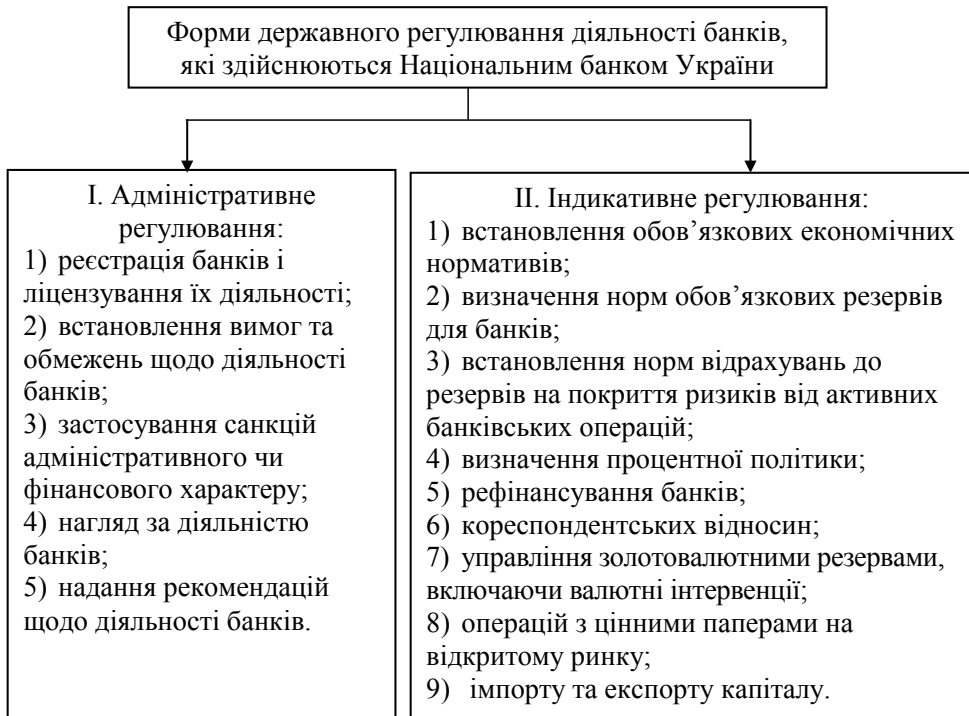 Форми державного регулювання діяльності банків,
які здійснюються Національним банком України
I. Адміністративне
регулювання:
1) реєстрація банків і
ліцензування їх діяльності;
2) встановлення вимог та
обмежень щодо діяльності
банків;
3) застосування санкцій
адміністративного чи
фінансового характеру;
4) нагляд за діяльністю
банків;
5) надання рекомендацій
щодо діяльності банків.
II. Індикативне регулювання:
1) встановлення обов’язкових економічних
нормативів;
2) визначення норм обов’язкових резервів
для банків;
3) встановлення норм відрахувань до
резервів на покриття ризиків від активних
банківських операцій;
4) визначення процентної політики;
5) рефінансування банків;
6) кореспондентських відносин;
7) управління золотовалютними резервами,
включаючи валютні інтервенції;
8) операцій з цінними паперами на
відкритому ринку;
9) імпорту та експорту капіталу.